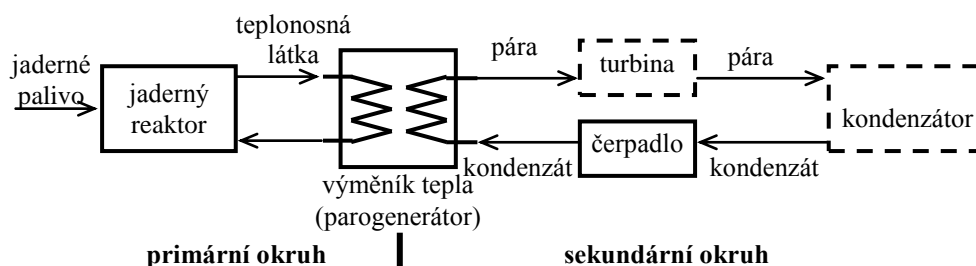 teplonosná
látka
jaderné
palivo
jaderný
reaktor
pára
turbina
pára
kondenzátor
čerpadlo
kondenzát
kondenzát
výměník tepla
(parogenerátor)
primární okruh
sekundární okruh